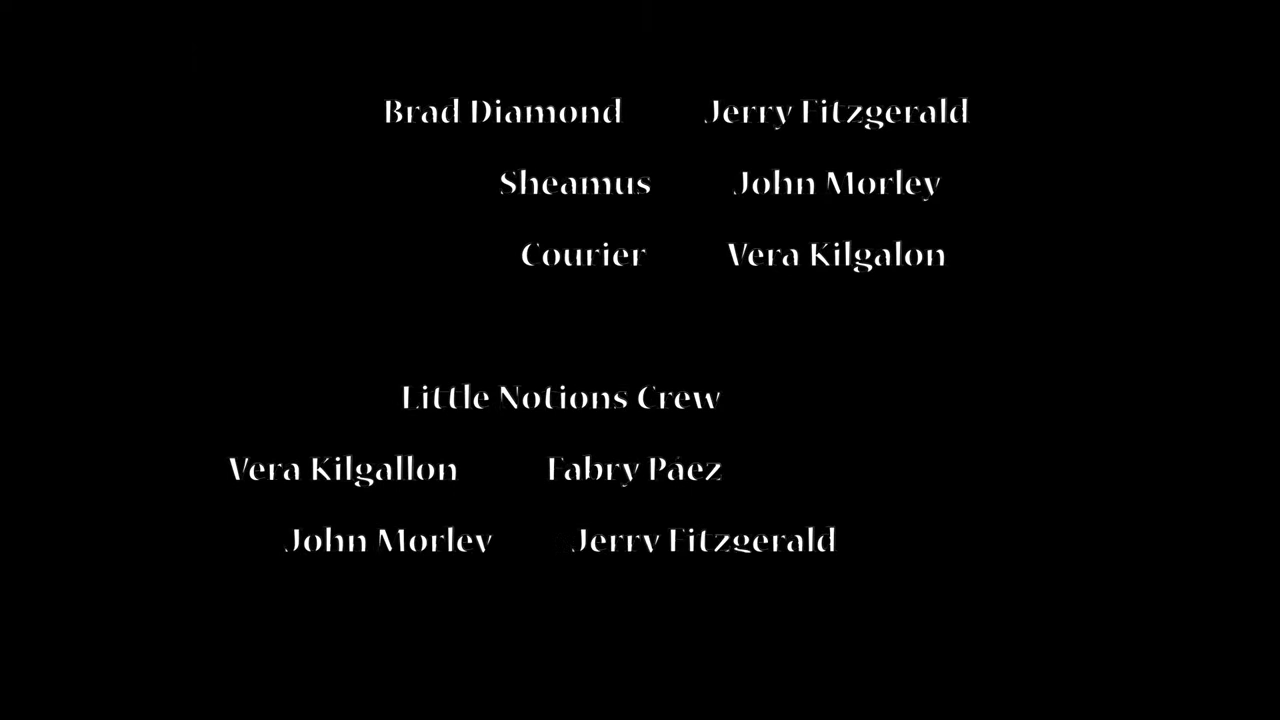 Brad Diamond Jerry Fitzgerald
Sheamus John Morley
Courier Vera Kilgalon
Little Notions Crew
Vera Kilgallon Fabry Páez
John Morley Jerry Fitzgerald